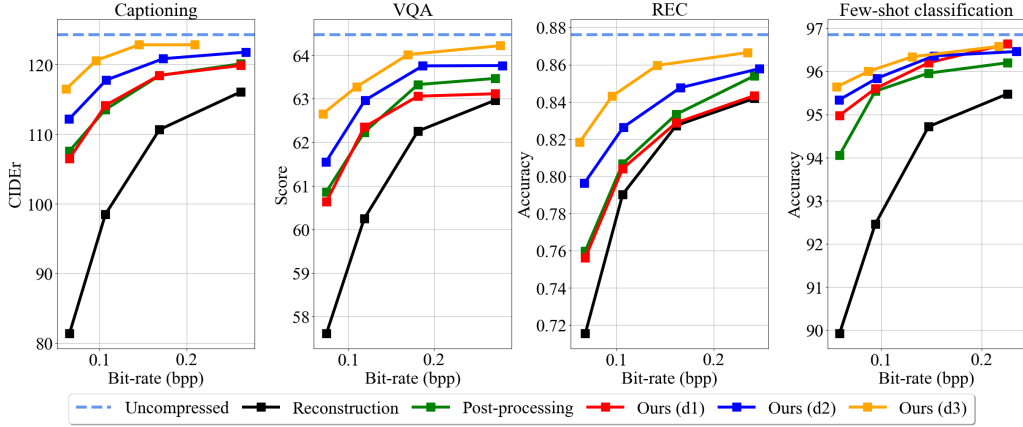 Captioning
CIDEr
120
110
100
90
80
0.1 0.2
Bit-rate (bpp)
VQA
Score
64
63
62
61
60
59
58
0.1 0.2
Bit-rate (bpp)
REC
Accuracy
0.88
0.86
0.84
0.82
0.80
0.78
0.76
0.74
0.72
0.1 0.2
Bit-rate (bpp)
Few-shot classification
Accuracy
97
96
95
94
93
92
91
90
0.1 0.2
Bit-rate (bpp)
Uncompressed Reconstruction Post-processing Ours (d1) Ours (d2) Ours (d3)